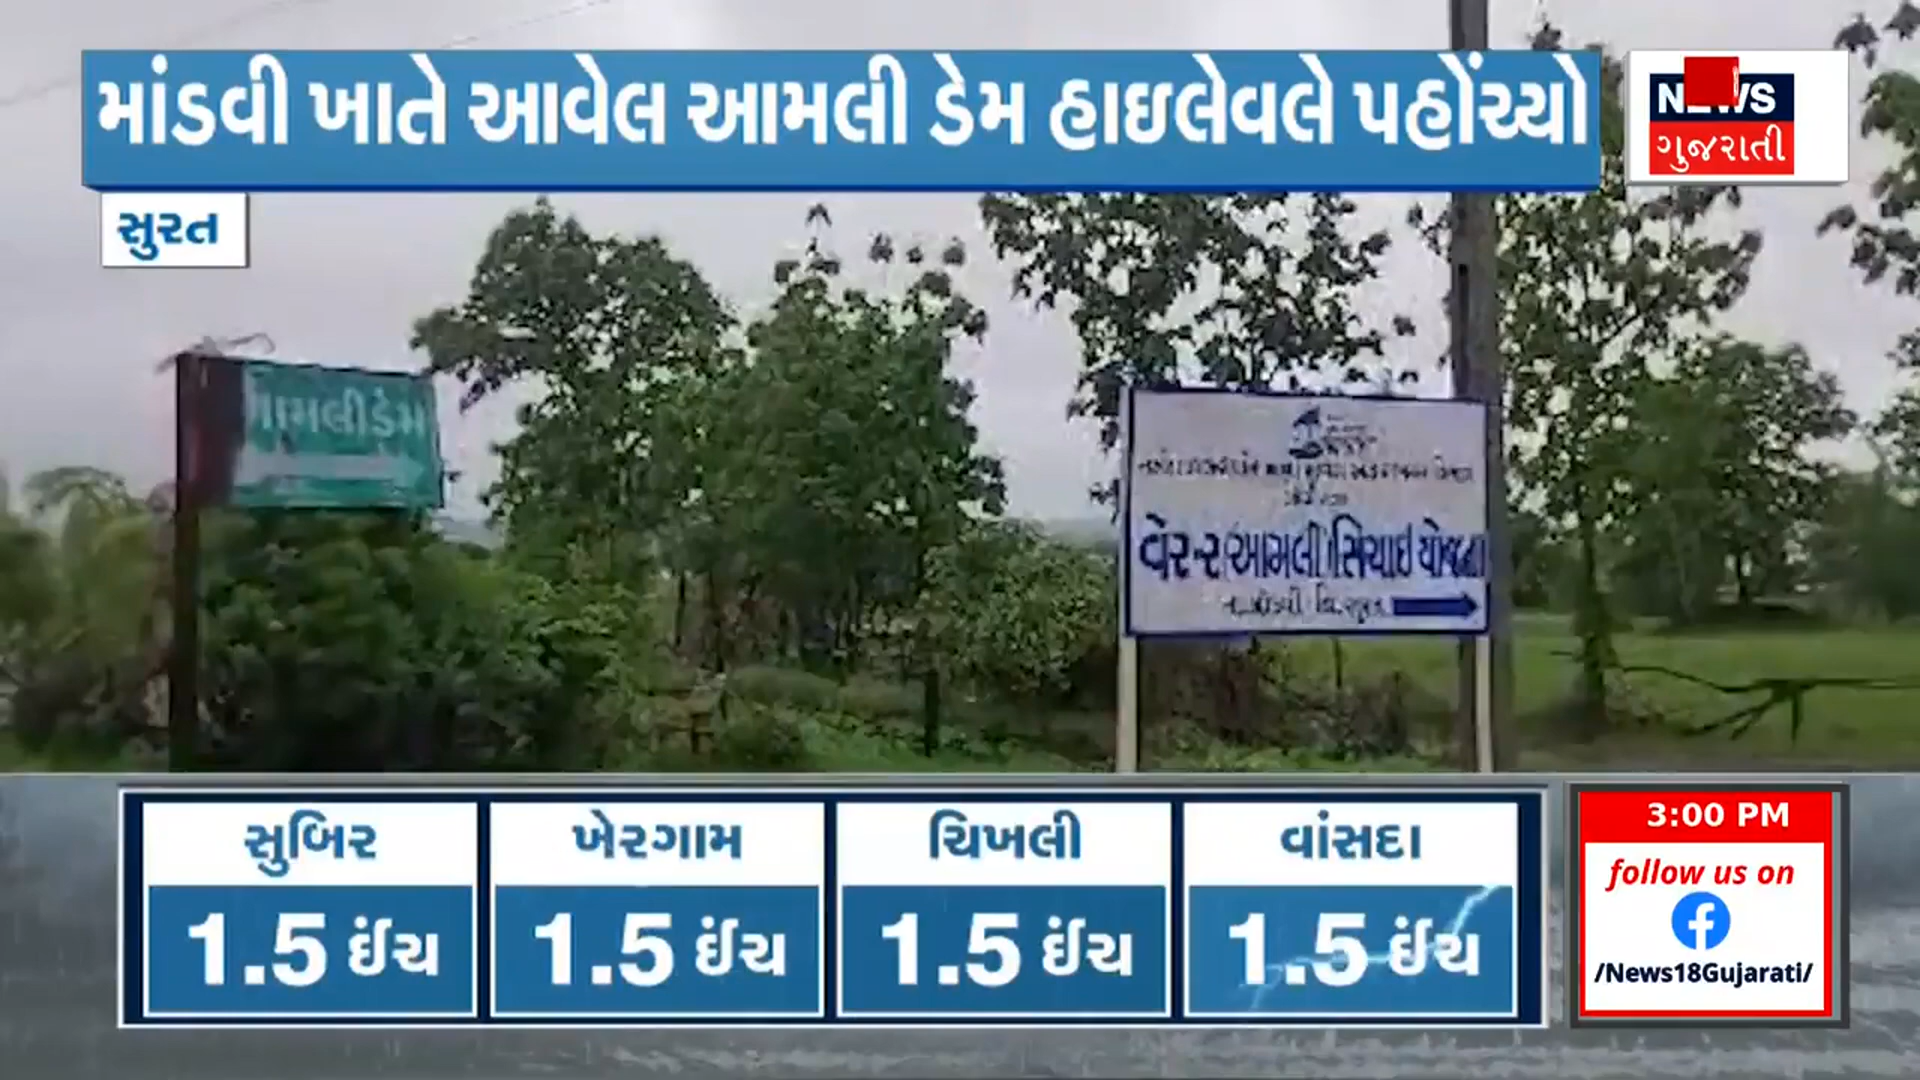 માંડવી ખાતે આવેલ આમલી ડેમ હાઇલેવલે પહોંચ્યો
NEWS
ગુજરાતી
સુરત
આમલીડેમ
વેર-૨(આમલી)સિંચાઇ યોજના
સુબિર
1.5 ઈંચ
ખેરગામ
1.5 ઈંચ
ચિખલી
1.5 ઈંચ
વાંસદા
1.5 ઈંચ
3:00 PM
follow us on
/News18Gujarati/